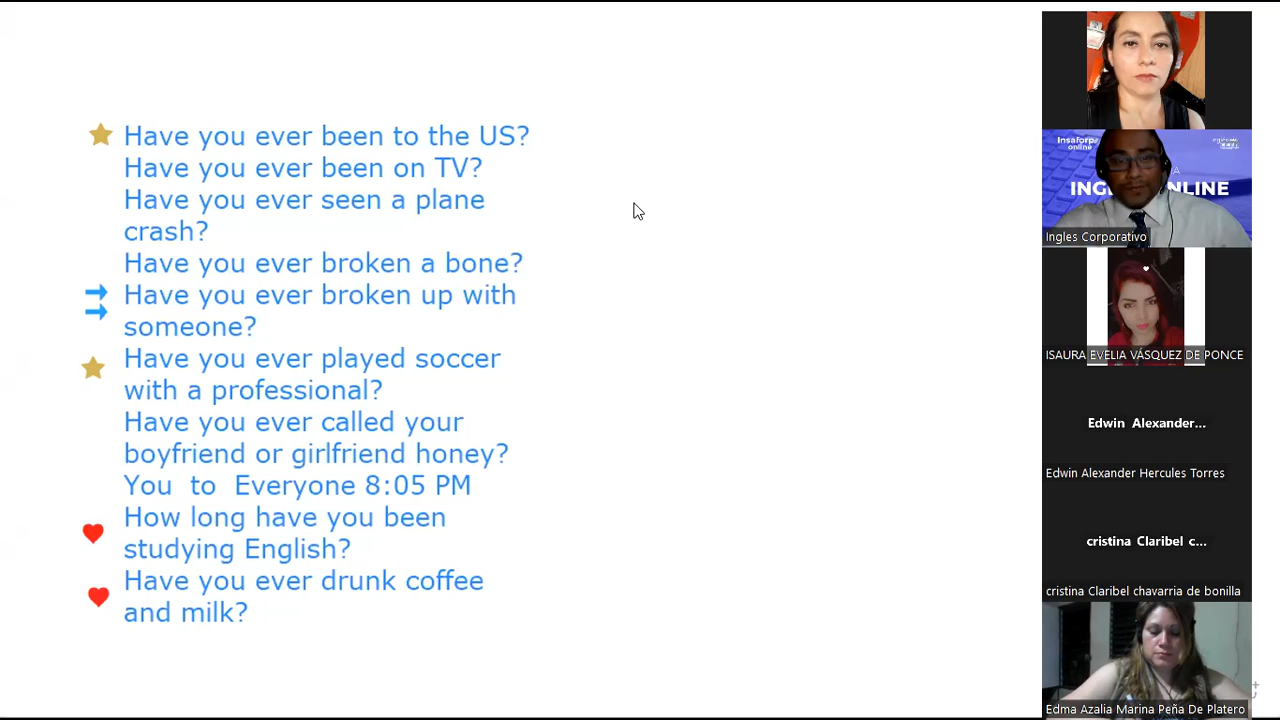 Have you ever been to the US?
Have you ever been on TV?
Have you ever seen a plane
crash?
Have you ever broken a bone?
Have you ever broken up with
someone?
Have you ever played soccer
with a professional?
Have you ever called your
boyfriend or girlfriend honey?
You to Everyone 8:05 PM
How long have you been
studying English?
Have you ever drunk coffee
and milk?
Insaforp
online
Ingles Corporativo
ISAURA EVELIA VÁSQUEZ DE PONCE
Edwin Alexander...
Edwin Alexander Hercules Torres
cristina Claribel c...
cristina Claribel chavarria de bonilla
Edma Azalia Marina Peña De Platero